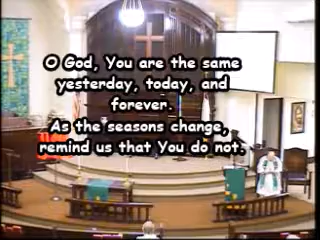 O God, You are the same
yesterday, today, and
forever.
As the seasons change,
remind us that You do not.